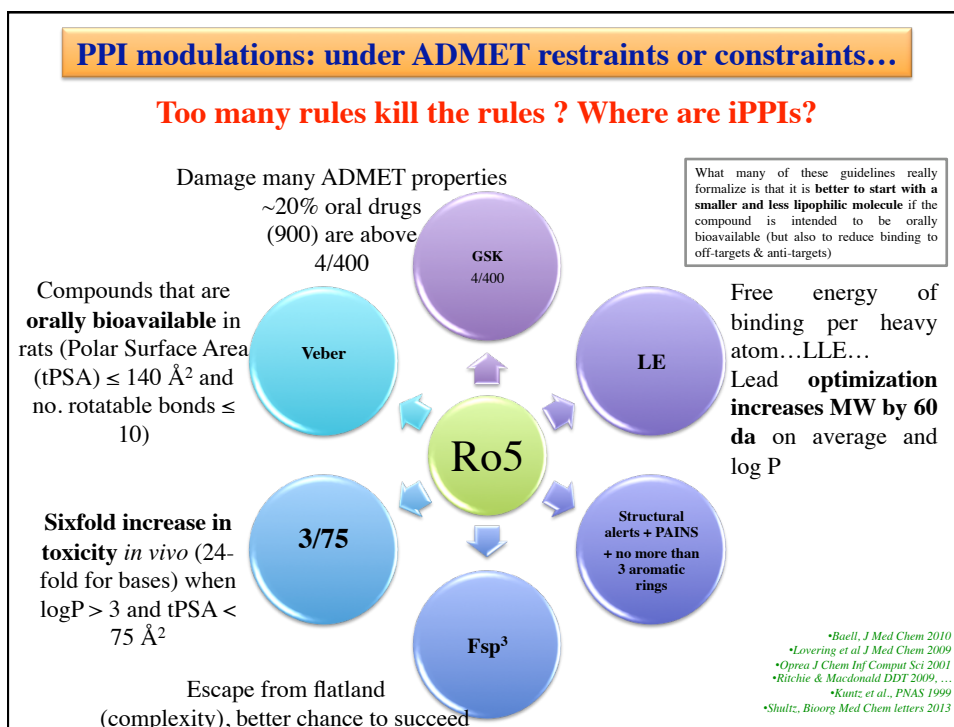 PPI modulations: under ADMET restraints or constraints…
Too many rules kill the rules ? Where are iPPIs?
Damage many ADMET properties
~20% oral drugs
(900) are above
4/400
GSK
4/400
What many of these guidelines really
formalize is that it is better to start with a
smaller and less lipophilic molecule if the
compound is intended to be orally
bioavailable (but also to reduce binding to
off-targets & anti-targets)
Compounds that are
orally bioavailable in
rats (Polar Surface Area
(tPSA) ≤ 140 Å² and
no. rotatable bonds ≤
10)
Veber
LE
Free energy of
binding per heavy
atom…LLE…
Lead optimization
increases MW by 60
da on average and
log P
Ro5
Sixfold increase in
toxicity in vivo (24-
fold for bases) when
logP > 3 and tPSA <
75 Å²
3/75
Structural
alerts + PAINS
+ no more than
3 aromatic
rings
Fsp³
Escape from flatland
(complexity), better chance to succeed
•Baell, J Med Chem 2010
•Lovering et al J Med Chem 2009
•Oprea J Chem Inf Comput Sci 2001
•Ritchie & Macdonald DDT 2009, …
•Kuntz et al., PNAS 1999
•Shultz, Bioorg Med Chem letters 2013